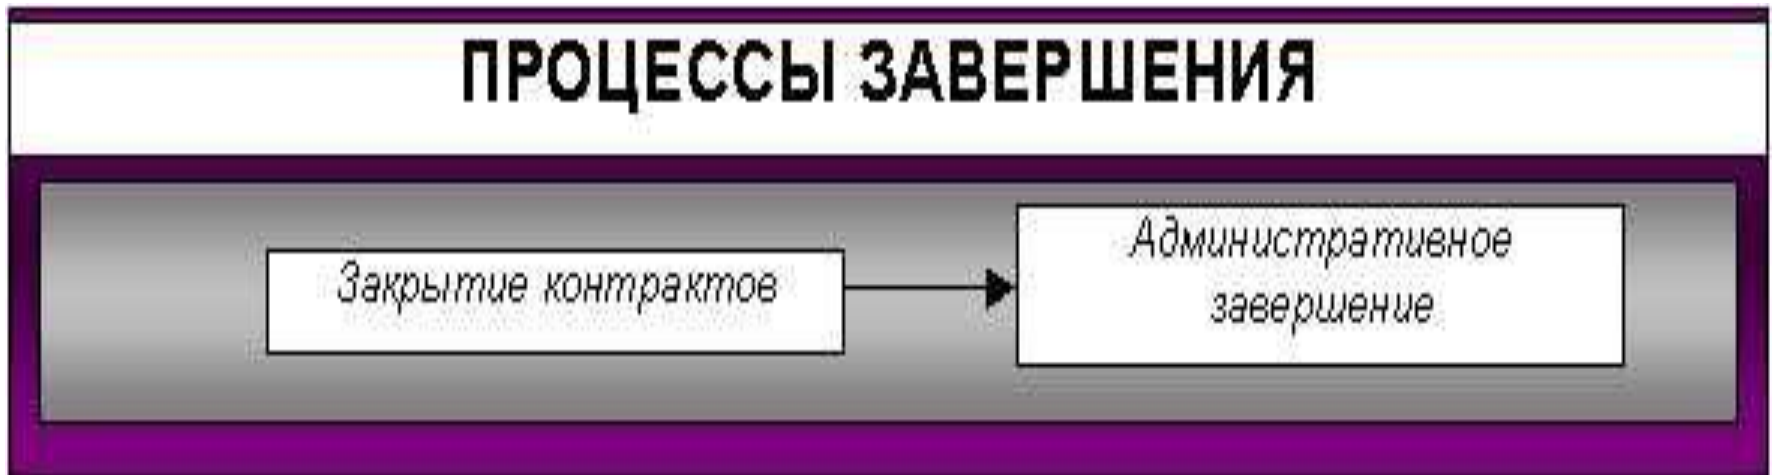 ПРОЦЕССЫ ЗАВЕРШЕНИЯ
Закрытие контрактов
Административное
завершение